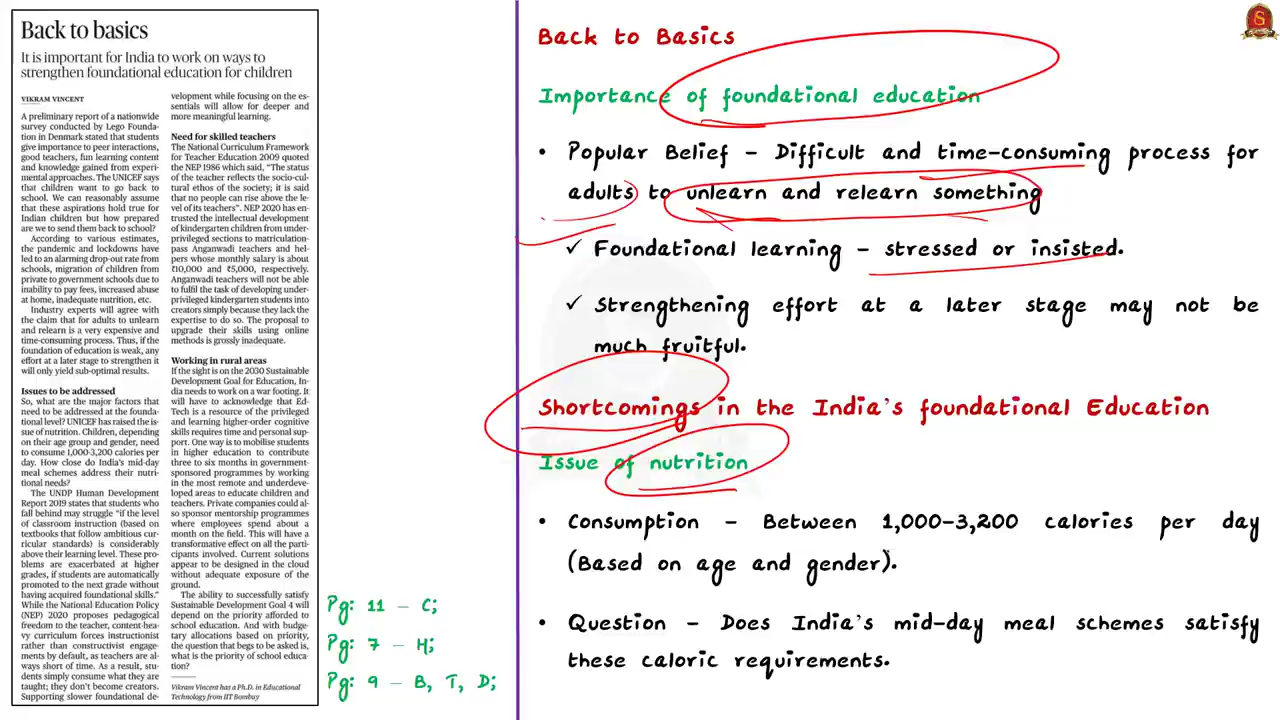 Back to basics
It is important for India to work on ways to
strengthen foundational education for children
VIKRAM VINCENT
A preliminary report of a nationwide
survey conducted by Lego Founda-
tion in Denmark stated that students
give importance to peer interactions,
good teachers, fun learning content
and knowledge gained from experi-
mental approaches. The UNICEF says
that children want to go back to
school. We can reasonably assume
that these aspirations hold true for
Indian children but how prepared
are we to send them back to school?
According to various estimates,
the pandemic and lockdowns have
led to an alarming drop-out rate from
schools, migration of children from
private to government schools due to
inability to pay fees, increased abuse
at home, inadequate nutrition, etc.
Industry experts will agree with
the claim that for adults to unlearn
and relearn is a very expensive and
time-consuming process. Thus, if the
foundation of education is weak, any
effort at a later stage to strengthen it
will only yield sub-optimal results.
Issues to be addressed
So, what are the major factors that
need to be addressed at the founda-
tional level? UNICEF has raised the is-
sue of nutrition. Children, depending
on their age group and gender, need
to consume 1,000-3,200 calories per
day. How close do India's mid-day
meal schemes address their nutri-
tional needs?
The UNDP Human Development
Report 2019 states that students who
fall behind may struggle "if the level
of classroom instruction (based on
textbooks that follow ambitious cur-
ricular standards) is considerably
above their learning level. These pro-
blems are exacerbated at higher
grades, if students are automatically
promoted to the next grade without
having acquired foundational skills."
While the National Education Policy
(NEP) 2020 proposes pedagogical
freedom to the teacher, content-hea-
vy curriculum forces instructionist
rather than constructivist engage-
ments by default, as teachers are al-
ways short of time. As a result, stu-
dents simply consume what they are
taught; they don't become creators.
Supporting slower foundational de-
velopment while focusing on the es-
sentials will allow for deeper and
more meaningful learning.
Need for skilled teachers
The National Curriculum Framework
for Teacher Education 2009 quoted
the NEP 1986 which said, "The status
of the teacher reflects the socio-cul-
tural ethos of the society; it is said
that no people can rise above the le-
vel of its teachers". NEP 2020 has en-
trusted the intellectual development
of kindergarten children from under-
privileged sections to matriculation-
pass Anganwadi teachers and hel-
pers whose monthly salary is about
₹10,000 and ₹5,000, respectively.
Anganwadi teachers will not be able
to fulfil the task of developing under-
privileged kindergarten students into
creators simply because they lack the
expertise to do so. The proposal to
upgrade their skills using online
methods is grossly inadequate.
Working in rural areas
If the sight is on the 2030 Sustainable
Development Goal for Education, In-
dia needs to work on a war footing. It
will have to acknowledge that Ed-
Tech is a resource of the privileged
and learning higher-order cognitive
skills requires time and personal sup-
port. One way is to mobilise students
in higher education to contribute
three to six months in government-
sponsored programmes by working
in the most remote and underdeve-
loped areas to educate children and
teachers. Private companies could al-
so sponsor mentorship programmes
where employees spend about a
month on the field. This will have a
transformative effect on all the parti-
cipants involved. Current solutions
appear to be designed in the cloud
without adequate exposure of the
ground.
The ability to successfully satisfy
Sustainable Development Goal 4 will
depend on the priority afforded to
school education. And with budge-
tary allocations based on priority,
the question that begs to be asked is,
what is the priority of school educa-
tion?
Vikram Vincent has a Ph.D. in Educational
Technology from IIT Bombay
Pg: 11 - C;
Pg: 7 - H;
Pg: 9 - B, T, D;
Back to Basics
Importance of foundational education
• Popular Belief - Difficult and time-consuming process for
adults to unlearn and relearn something
✓ Foundational learning - stressed or insisted.
✓ Strengthening effort at a later stage may not be
much fruitful.
Shortcomings in the India's foundational Education
Issue of nutrition
• Consumption - Between 1,000-3,200 calories per day
(Based on age and gender).
• Question - Does India's mid-day meal schemes satisfy
these caloric requirements.